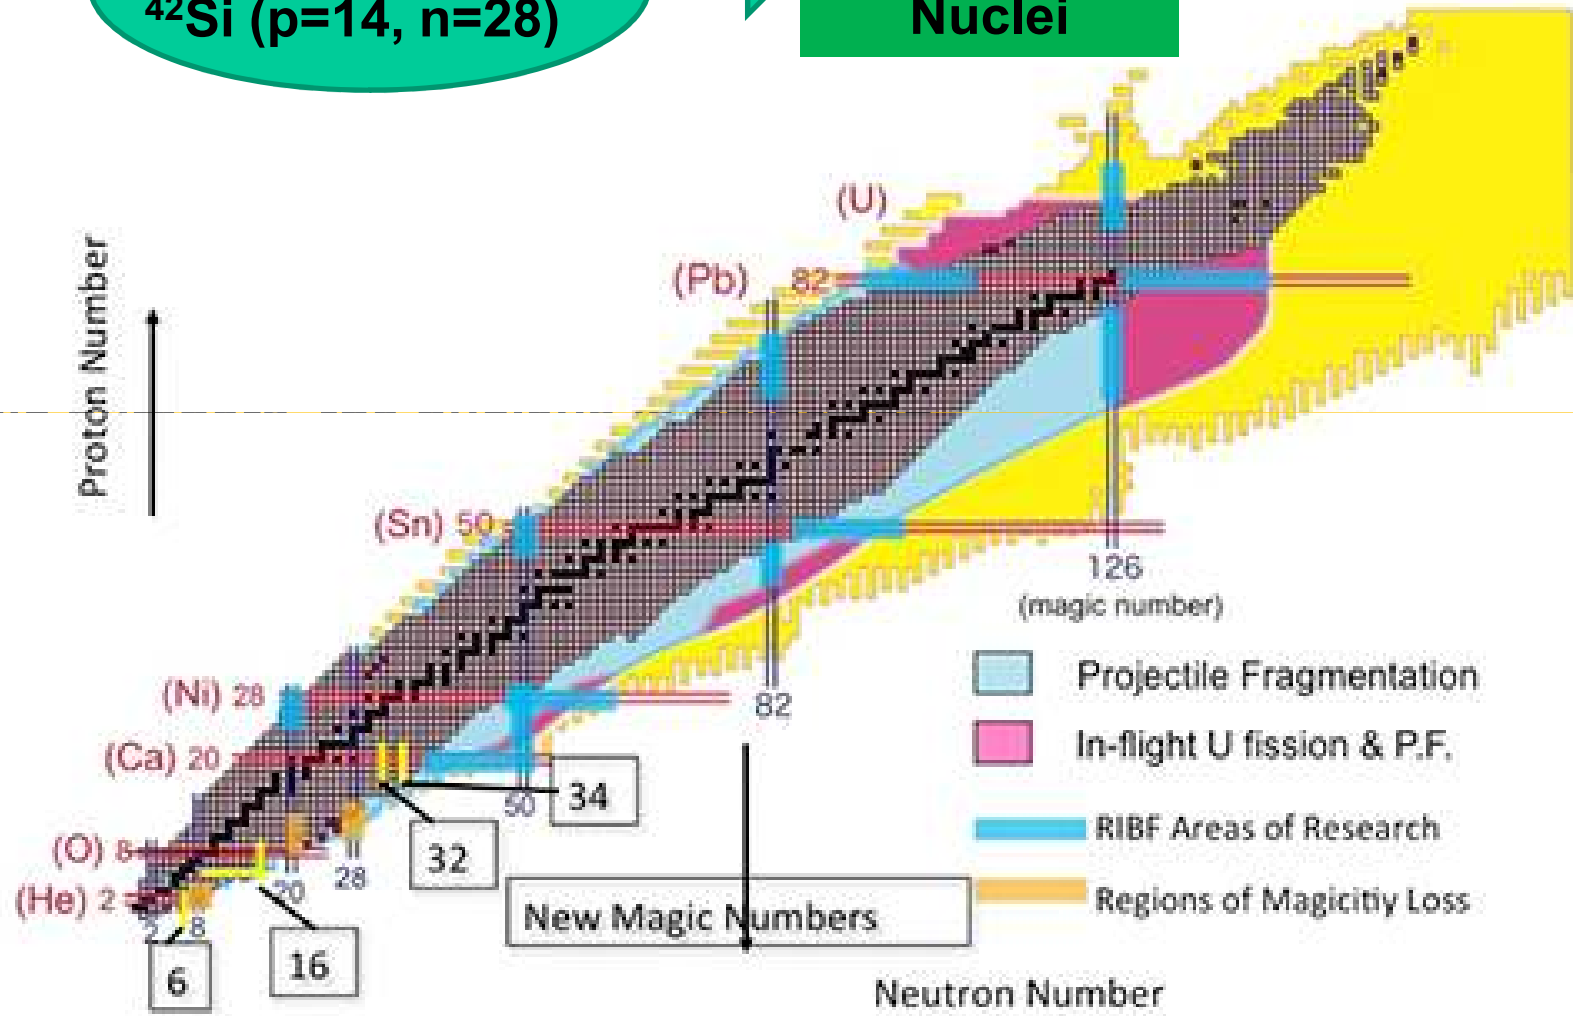 ⁴²Si (p=14, n=28)
Nuclei
(U)
(Pb) 82
Proton Number
(Sn) 50
126
(magic number)
Projectile Fragmentation
(Ni) 28
82
In-flight U fission & P.F.
(Ca) 20
34
50
RIBF Areas of Research
(O) 8
32
28
20
Regions of Magicitiy Loss
(He) 2
New Magic Numbers
2
8
16
6
Neutron Number